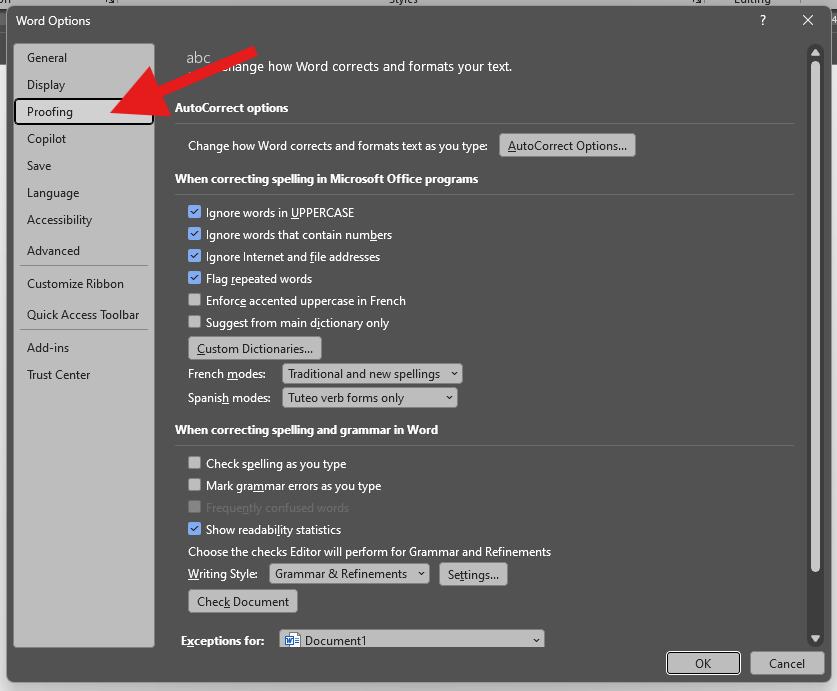 Styles
Editing
Word Options
?
General
Display
Proofing
Copilot
Save
Language
Accessibility
Advanced
Customize Ribbon
Quick Access Toolbar
Add-ins
Trust Center
abc
change how Word corrects and formats your text.
AutoCorrect options
Change how Word corrects and formats text as you type:
AutoCorrect Options...
When correcting spelling in Microsoft Office programs
Ignore words in UPPERCASE
Ignore words that contain numbers
Ignore Internet and file addresses
Flag repeated words
Enforce accented uppercase in French
Suggest from main dictionary only
Custom Dictionaries...
French modes: Traditional and new spellings
Spanish modes: Tuteo verb forms only
When correcting spelling and grammar in Word
Check spelling as you type
Mark grammar errors as you type
Frequently confused words
Show readability statistics
Choose the checks Editor will perform for Grammar and Refinements
Writing Style: Grammar & Refinements Settings...
Check Document
Exceptions for: Document1
OK Cancel